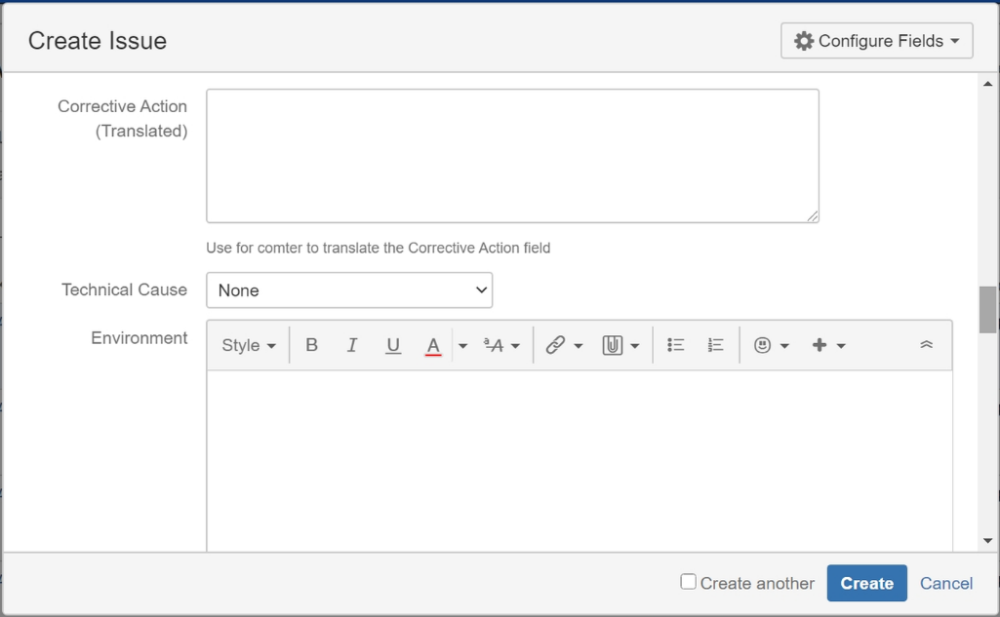 Create Issue
Configure Fields
Corrective Action
(Translated)
Use for comter to translate the Corrective Action field
Technical Cause
None
Environment
Style B I U A ªA
Create another Create Cancel